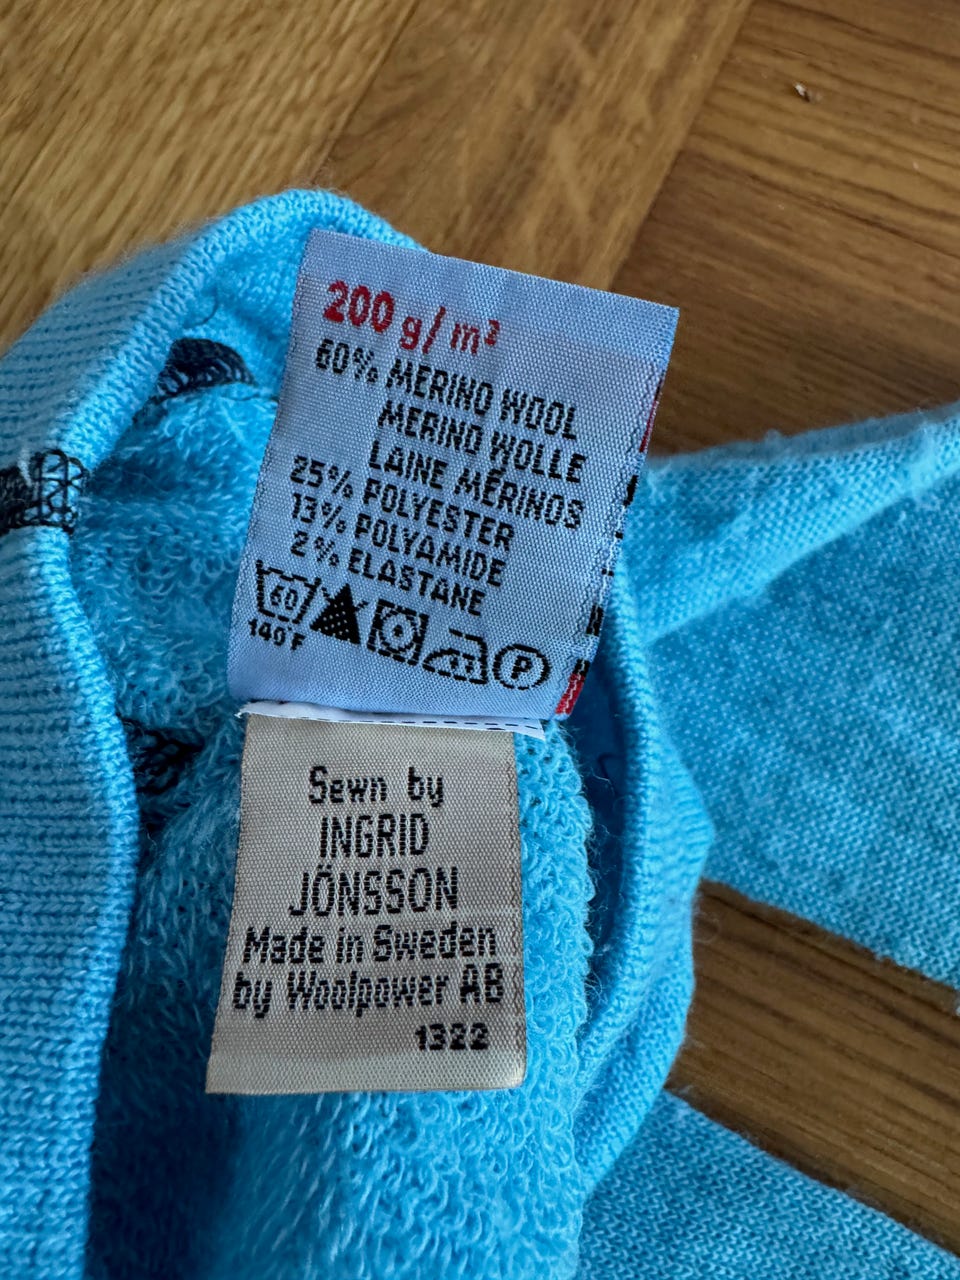 200 g/m²
60% MERINO WOOL
MERINO WOLLE
LAINE MÉRINOS
25% POLYESTER
13% POLYAMIDE
2% ELASTANE
60
P
140°F
Sewn by
INGRID
JÖNSSON
Made in Sweden
by Woolpower AB
1322